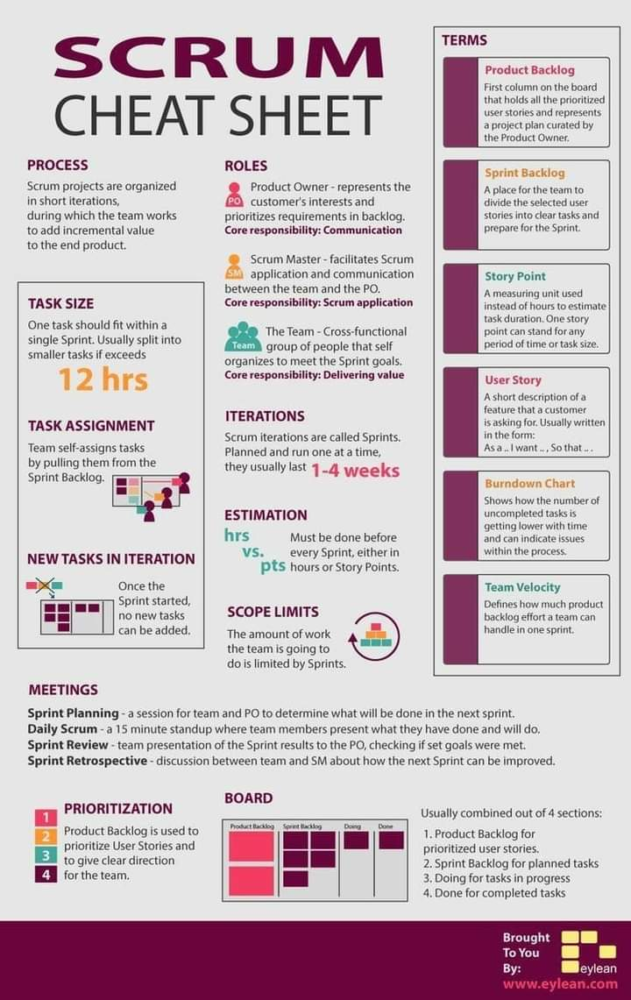 SCRUM
CHEAT SHEET
PROCESS
Scrum projects are organized
in short iterations,
during which the team works
to add incremental value
to the end product.
TASK SIZE
One task should fit within a
single Sprint. Usually split into
smaller tasks if exceeds
12 hrs
TASK ASSIGNMENT
Team self-assigns tasks
by pulling them from the
Sprint Backlog.
NEW TASKS IN ITERATION
Once the
Sprint started,
no new tasks
can be added.
ROLES
PO
Product Owner - represents the
customer's interests and
prioritizes requirements in backlog.
Core responsibility: Communication
SM
Scrum Master - facilitates Scrum
application and communication
between the team and the PO.
Core responsibility: Scrum application
Team
The Team - Cross-functional
group of people that self
organizes to meet the Sprint goals.
Core responsibility: Delivering value
ITERATIONS
Scrum iterations are called Sprints.
Planned and run one at a time,
they usually last 1-4 weeks
ESTIMATION
hrs
vs.
pts
Must be done before
every Sprint, either in
hours or Story Points.
SCOPE LIMITS
The amount of work
the team is going to
do is limited by Sprints.
TERMS
Product Backlog
First column on the board
that holds all the prioritized
user stories and represents
a project plan curated by
the Product Owner.
Sprint Backlog
A place for the team to
divide the selected user
stories into clear tasks and
prepare for the Sprint.
Story Point
A measuring unit used
instead of hours to estimate
task duration. One story
point can stand for any
period of time or task size.
User Story
A short description of a
feature that a customer
is asking for. Usually written
in the form:
As a .. I want .. , So that .. .
Burndown Chart
Shows how the number of
uncompleted tasks is
getting lower with time
and can indicate issues
within the process.
Team Velocity
Defines how much product
backlog effort a team can
handle in one sprint.
MEETINGS
Sprint Planning - a session for team and PO to determine what will be done in the next sprint.
Daily Scrum - a 15 minute standup where team members present what they have done and will do.
Sprint Review - team presentation of the Sprint results to the PO, checking if set goals were met.
Sprint Retrospective - discussion between team and SM about how the next Sprint can be improved.
1
2
3
4
PRIORITIZATION
Product Backlog is used to
prioritize User Stories and
to give clear direction
for the team.
BOARD
Product Backlog Sprint Backlog Doing Done
Usually combined out of 4 sections:
1. Product Backlog for
prioritized user stories.
2. Sprint Backlog for planned tasks
3. Doing for tasks in progress
4. Done for completed tasks
Brought
To You
By:
eylean
www.eylean.com